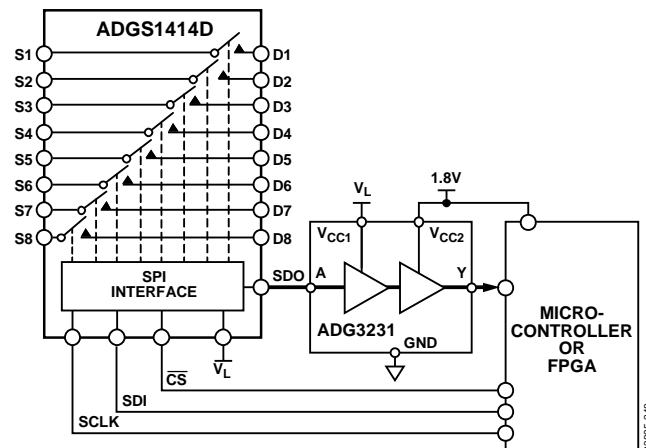 ADGS1414D
S1 D1
S2 D2
S3 D3
S4 D4
S5 D5
S6 D6
S7 D7
S8 D8
SPI
INTERFACE
SDO
VL
CS
SDI
SCLK
VL
1.8V
VCC1
VCC2
A
Y
ADG3231
GND
MICRO-
CONTROLLER
OR
FPGA